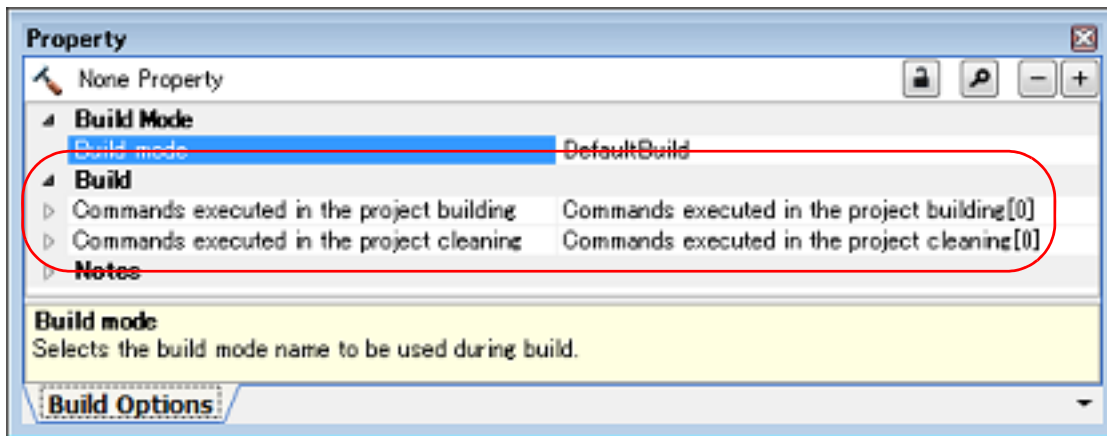 Property
None Property
Build Mode
Build mode DefaultBuild
Build
Commands executed in the project building Commands executed in the project building[0]
Commands executed in the project cleaning Commands executed in the project cleaning[0]
Notes
Build mode
Selects the build mode name to be used during build.
Build Options